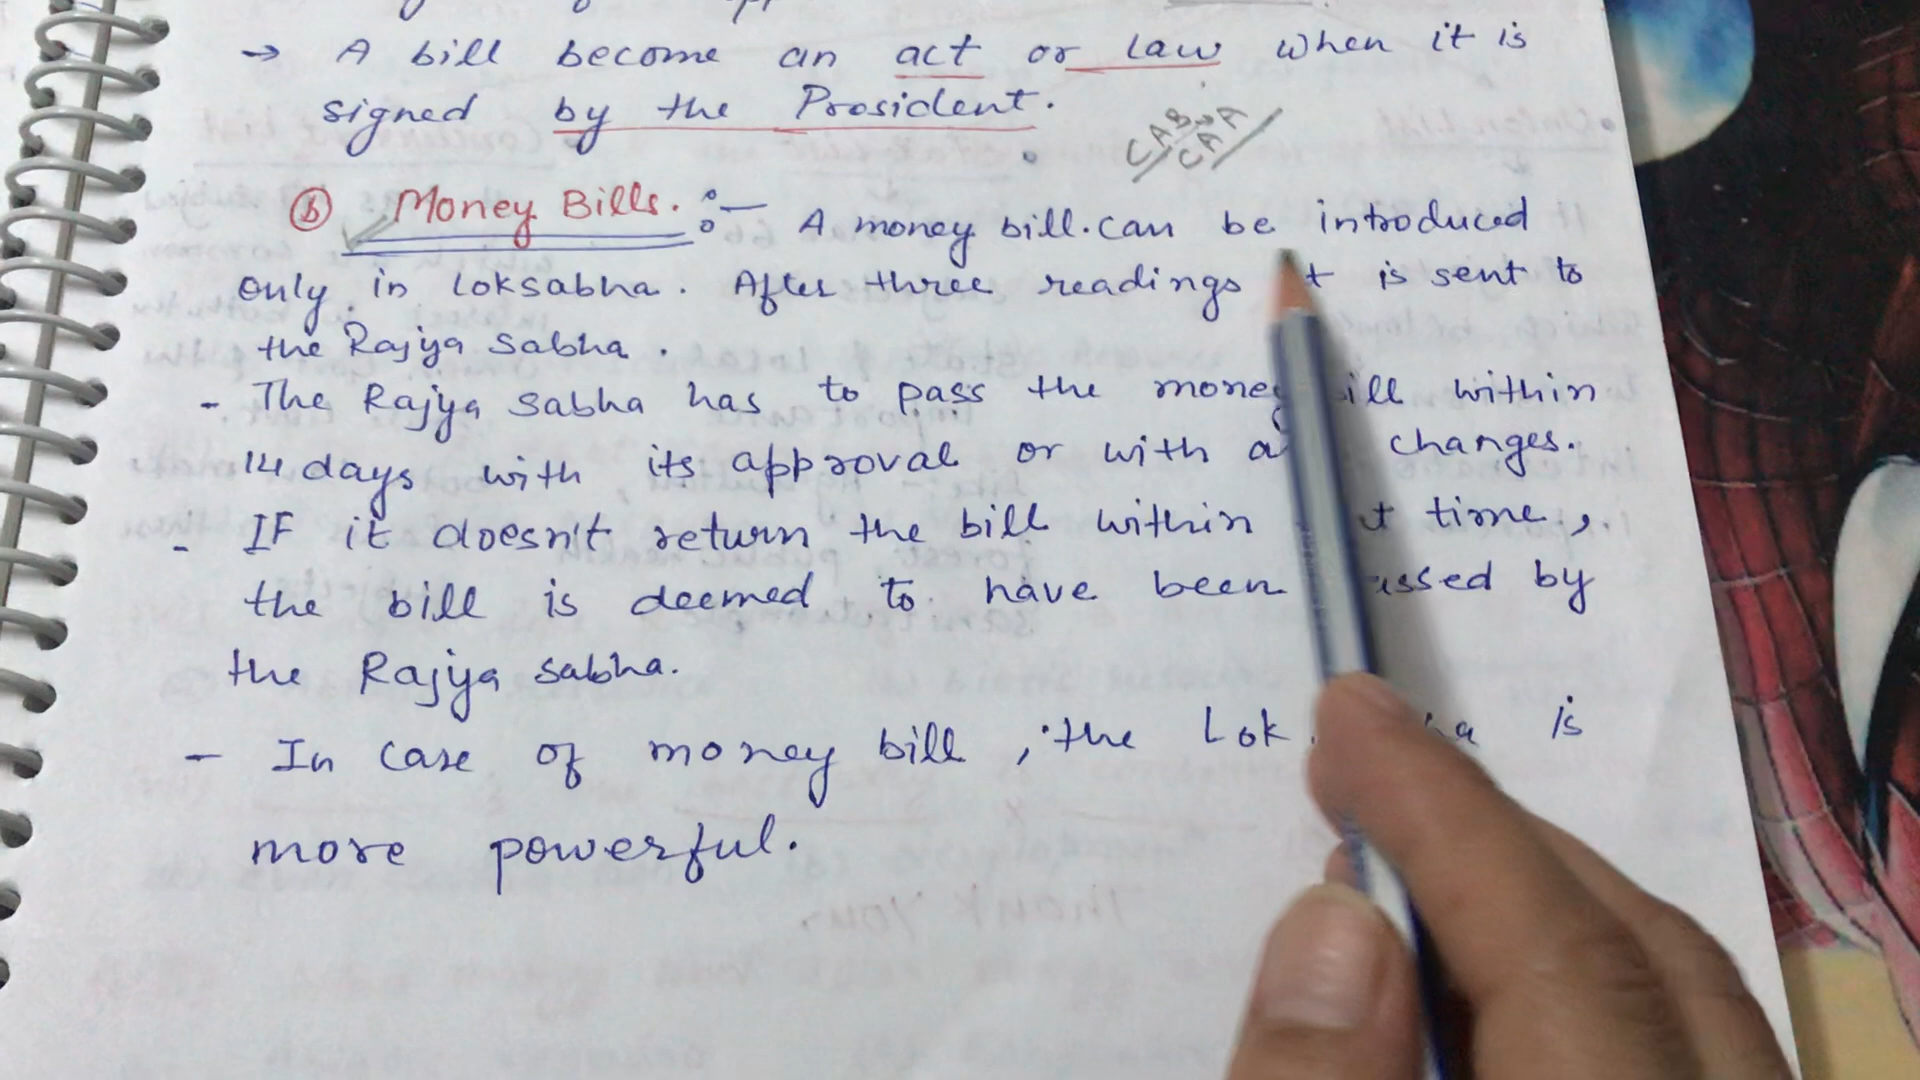 → A bill become an act or law when it is
signed by the President.
CAB →
CAA
(b) Money Bills. :— A money bill. can be introduced
only in loksabha. After three readings t is sent to
the Rajya Sabha.
- The Rajya Sabha has to pass the money ill within
14 days with its approval or with a changes.
- IF it doesn't return the bill within t time,
the bill is deemed to have been ussed by
the Rajya Sabha.
- In case of money bill, the Lok ha is
more powerful.